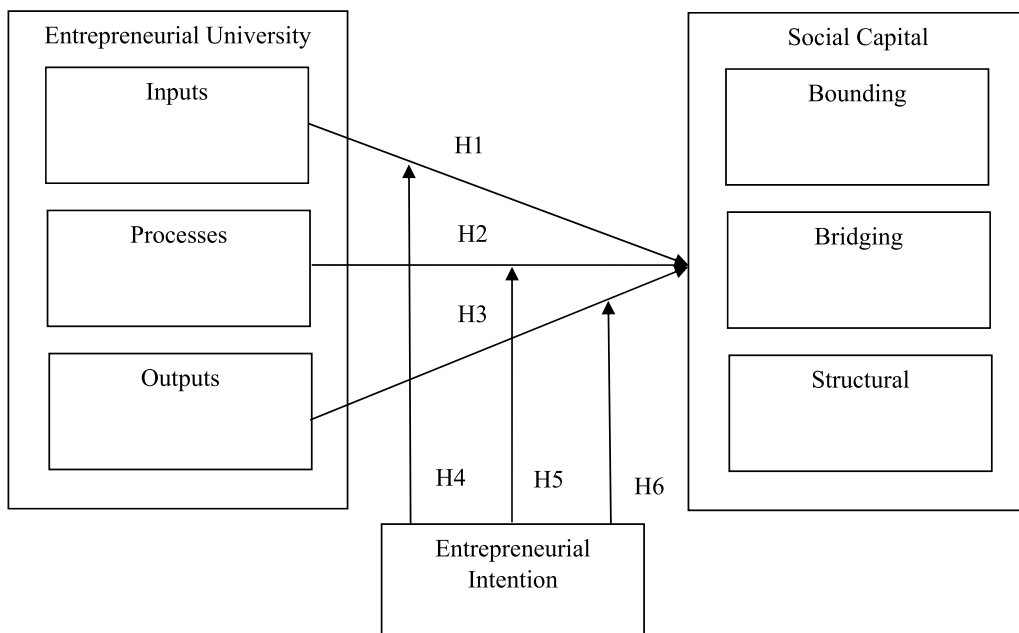 Entrepreneurial University
Inputs
Processes
Outputs
H1
H2
H3
H4
H5
H6
Entrepreneurial
Intention
Social Capital
Bounding
Bridging
Structural